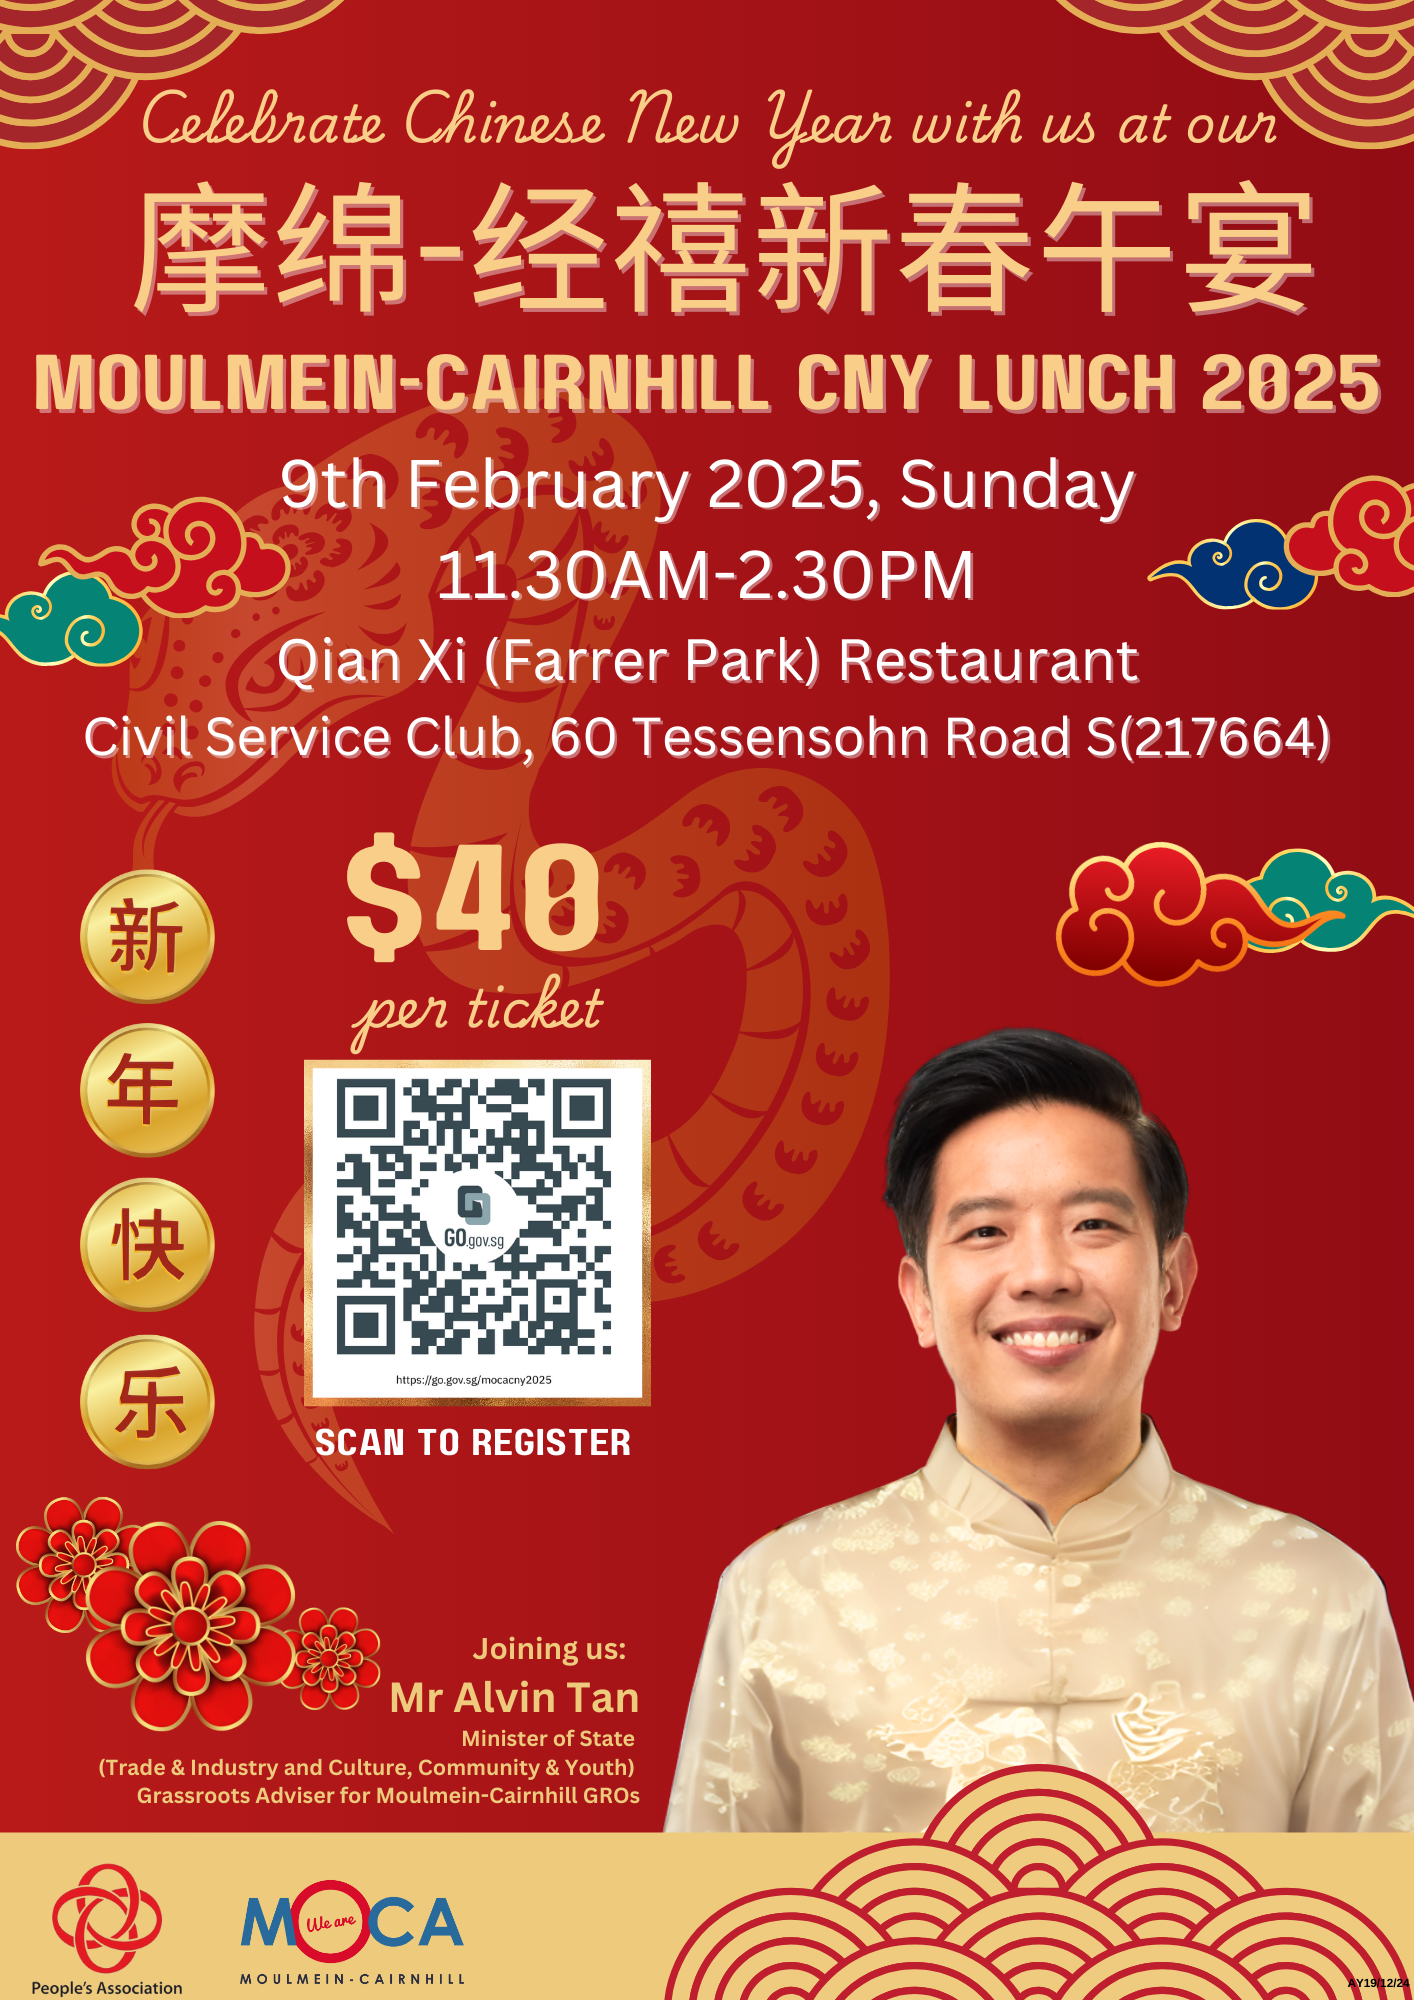 Celebrate Chinese New Year with us at our
摩绵-经禧新春午宴
MOULMEIN-CAIRNHILL CNY LUNCH 2025
9th February 2025, Sunday
11.30AM-2.30PM
Qian Xi (Farrer Park) Restaurant
Civil Service Club, 60 Tessensohn Road S(217664)
新
年
快
乐
$40
per ticket
GO.gov.sg
https://go.gov.sg/mocacny2025
SCAN TO REGISTER
Joining us:
Mr Alvin Tan
Minister of State
(Trade & Industry and Culture, Community & Youth)
Grassroots Adviser for Moulmein-Cairnhill GROs
People's Association
MOCA
We are
MOULMEIN-CAIRNHILL
AY19/12/24